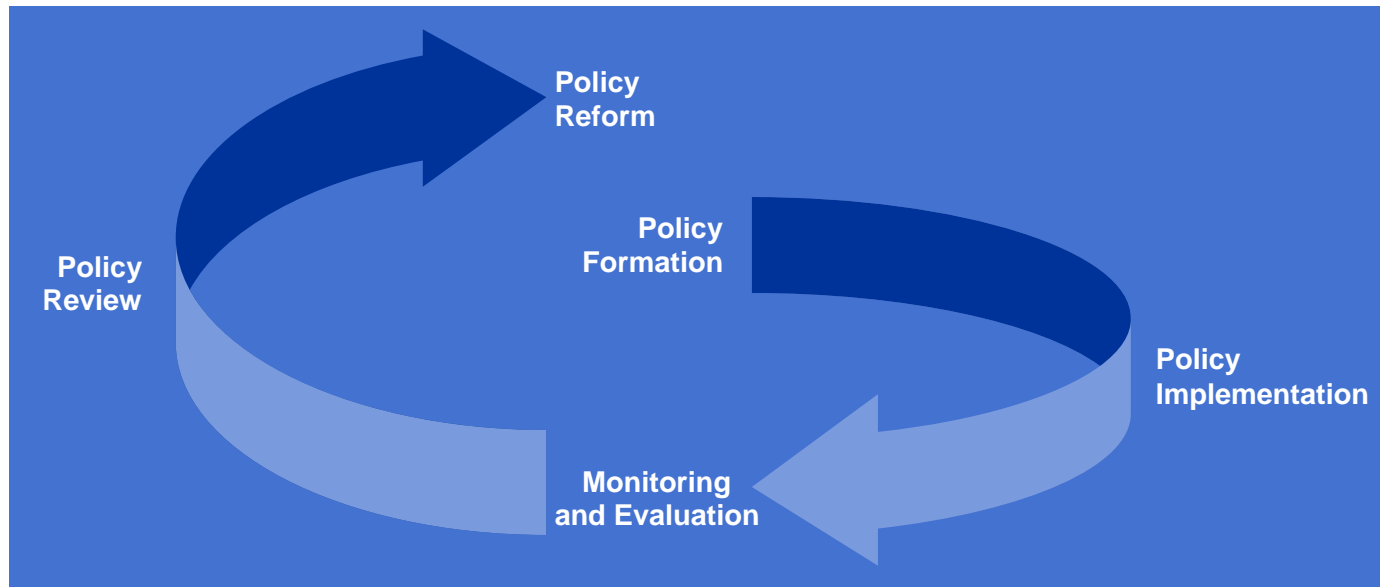 Policy
Reform
Policy
Formation
Policy
Review
Policy
Implementation
Monitoring
and Evaluation